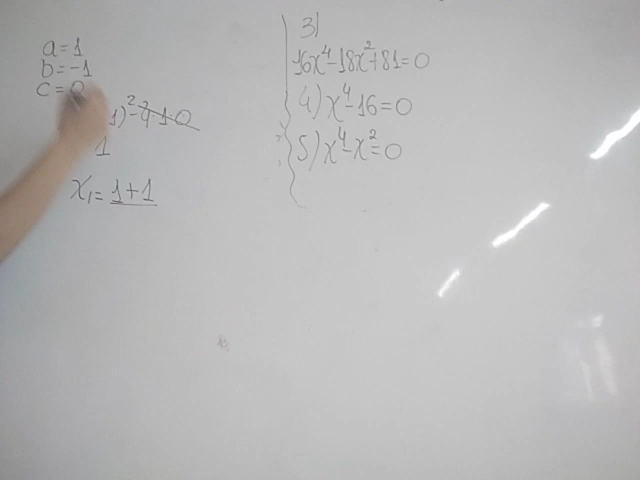 a=1
b=-1
c=0
1)²-4·1·0
1
x₁= 1+1
3)
16x⁴-18x²+81=0
4) x⁴-16=0
5) x⁴-x²=0